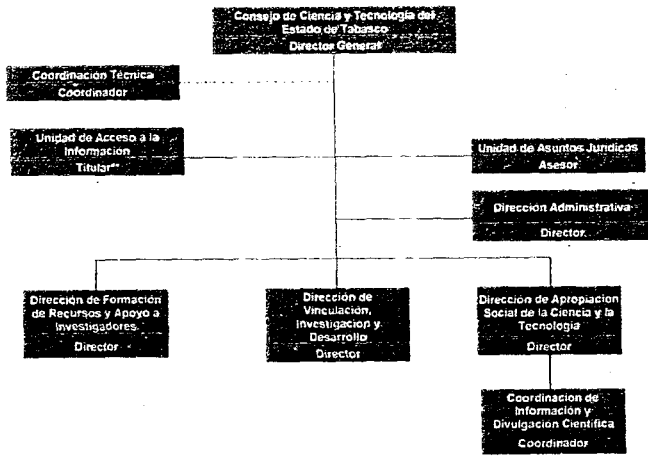 Consejo de Ciencia y Tecnología del
Estado de Tabasco
Director General
Coordinación Técnica
Coordinador
Unidad de Acceso a la
Información
Titular**
Unidad de Asuntos Jurídicos
Asesor
Dirección Administrativa
Director
Dirección de Formación
de Recursos y Apoyo a
Investigadores
Director
Dirección de
Vinculación,
Investigación y
Desarrollo
Director
Dirección de Apropiación
Social de la Ciencia y la
Tecnología
Director
Coordinación de
Información y
Divulgación Científica
Coordinador